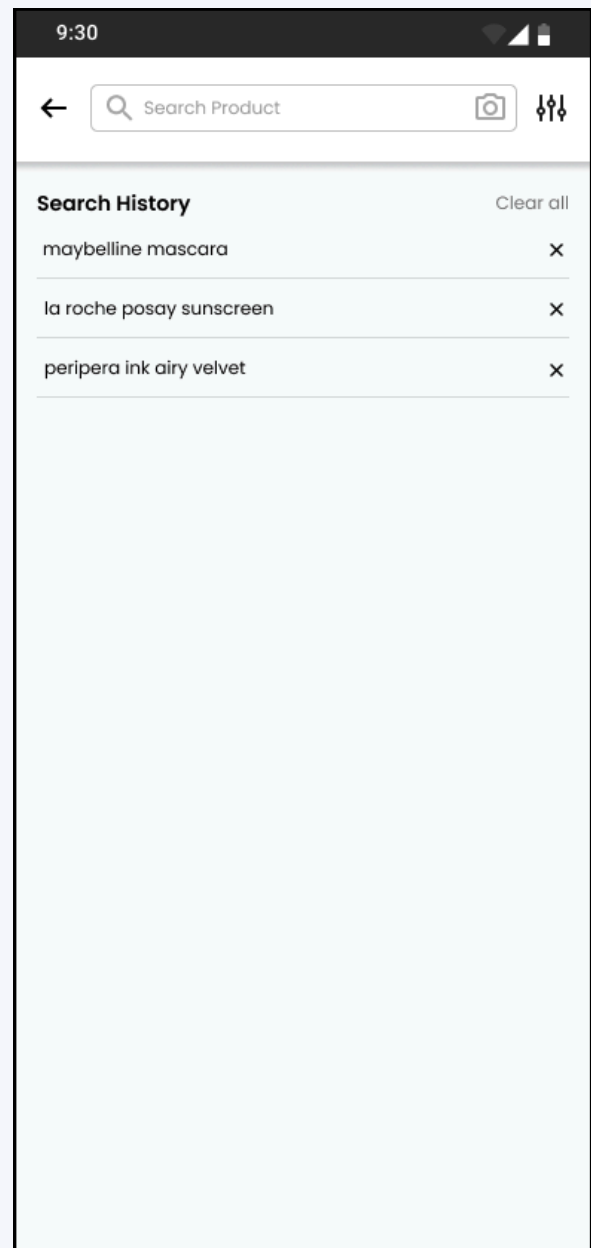 9:30
Search Product
Search History Clear all
maybelline mascara
la roche posay sunscreen
peripera ink airy velvet